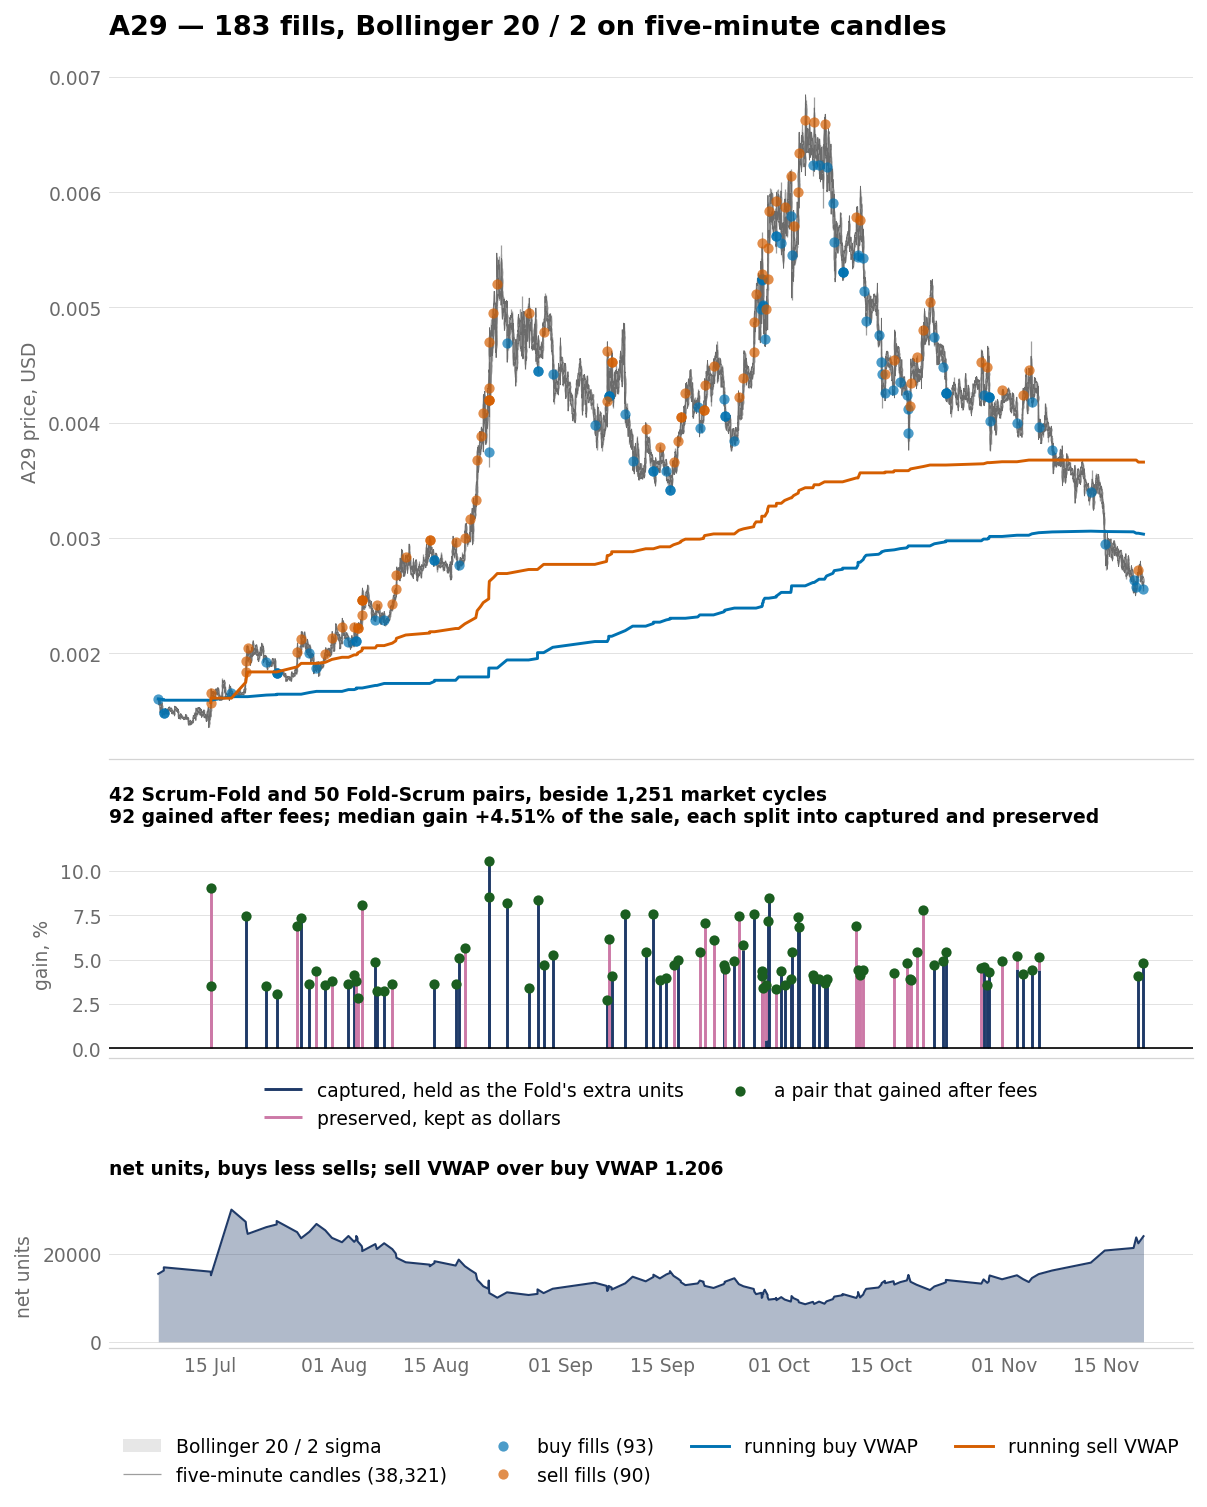 A29 — 183 fills, Bollinger 20 / 2 on five-minute candles
0.007
0.006
0.005
0.004
0.003
0.002
A29 price, USD
42 Scrum-Fold and 50 Fold-Scrum pairs, beside 1,251 market cycles
92 gained after fees; median gain +4.51% of the sale, each split into captured and preserved
10.0
7.5
5.0
2.5
0.0
gain, %
captured, held as the Fold's extra units
a pair that gained after fees
preserved, kept as dollars
net units, buys less sells; sell VWAP over buy VWAP 1.206
20000
0
net units
15 Jul
01 Aug
15 Aug
01 Sep
15 Sep
01 Oct
15 Oct
01 Nov
15 Nov
Bollinger 20 / 2 sigma
buy fills (93)
running buy VWAP
running sell VWAP
five-minute candles (38,321)
sell fills (90)